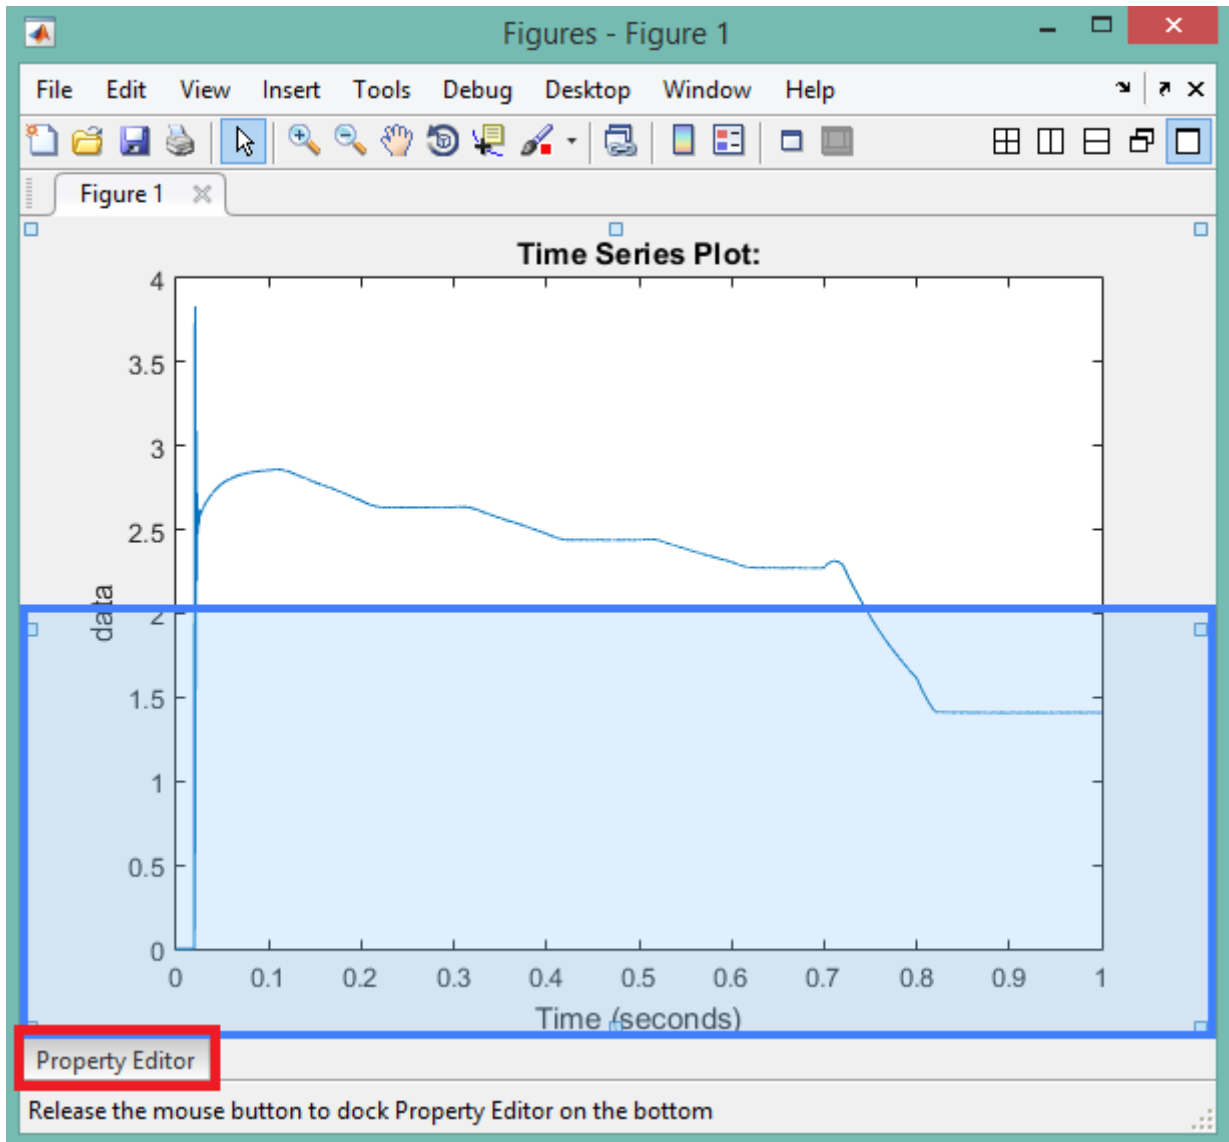 Figures - Figure 1
File Edit View Insert Tools Debug Desktop Window Help
Figure 1
Time Series Plot:
4
3.5
3
2.5
2
1.5
1
0.5
0
data
0 0.1 0.2 0.3 0.4 0.5 0.6 0.7 0.8 0.9 1
Time (seconds)
Property Editor
Release the mouse button to dock Property Editor on the bottom